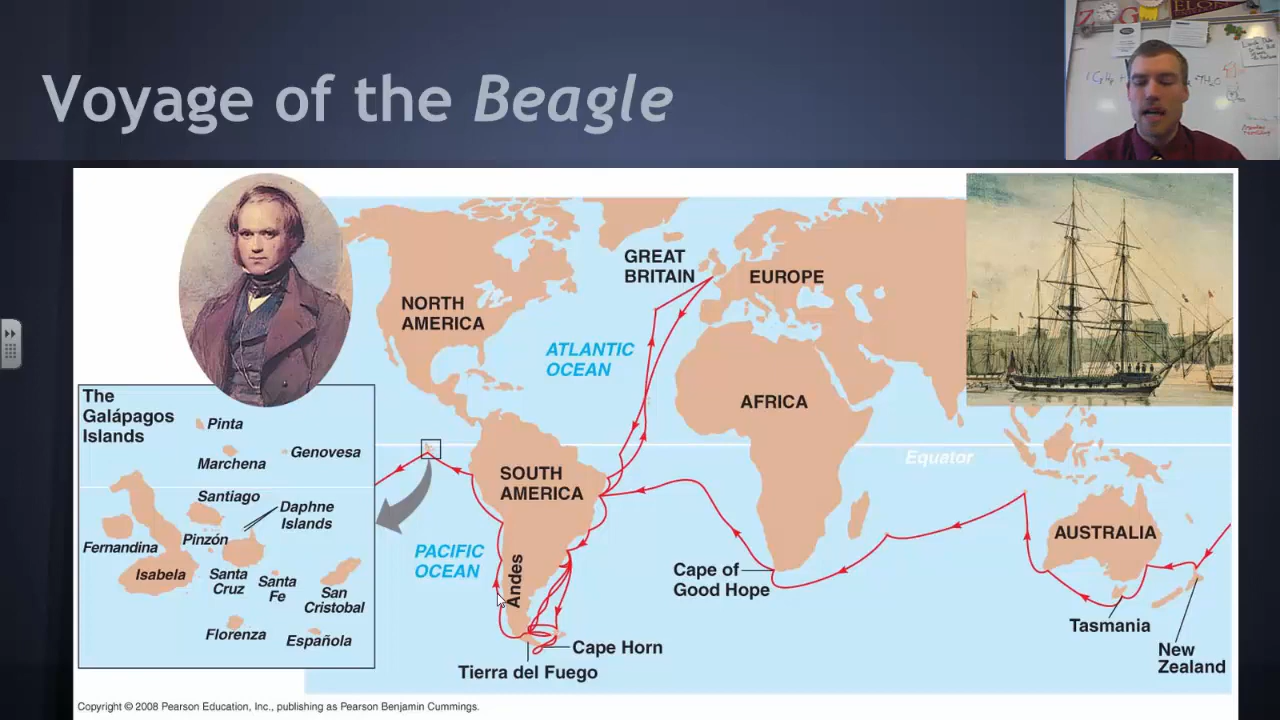 Voyage of the Beagle
ELON
GREAT
BRITAIN
EUROPE
NORTH
AMERICA
ATLANTIC
OCEAN
AFRICA
The
Galápagos
Islands
Pinta
Genovesa
Marchena
Equator
SOUTH
AMERICA
Santiago
Daphne
Islands
Pinzón
Fernandina
Isabela
Santa
Cruz
Santa
Fe
San
Cristobal
Florenza
Española
PACIFIC
OCEAN
Andes
AUSTRALIA
Cape of
Good Hope
Tasmania
Cape Horn
New
Zealand
Tierra del Fuego
Copyright © 2008 Pearson Education, Inc., publishing as Pearson Benjamin Cummings.